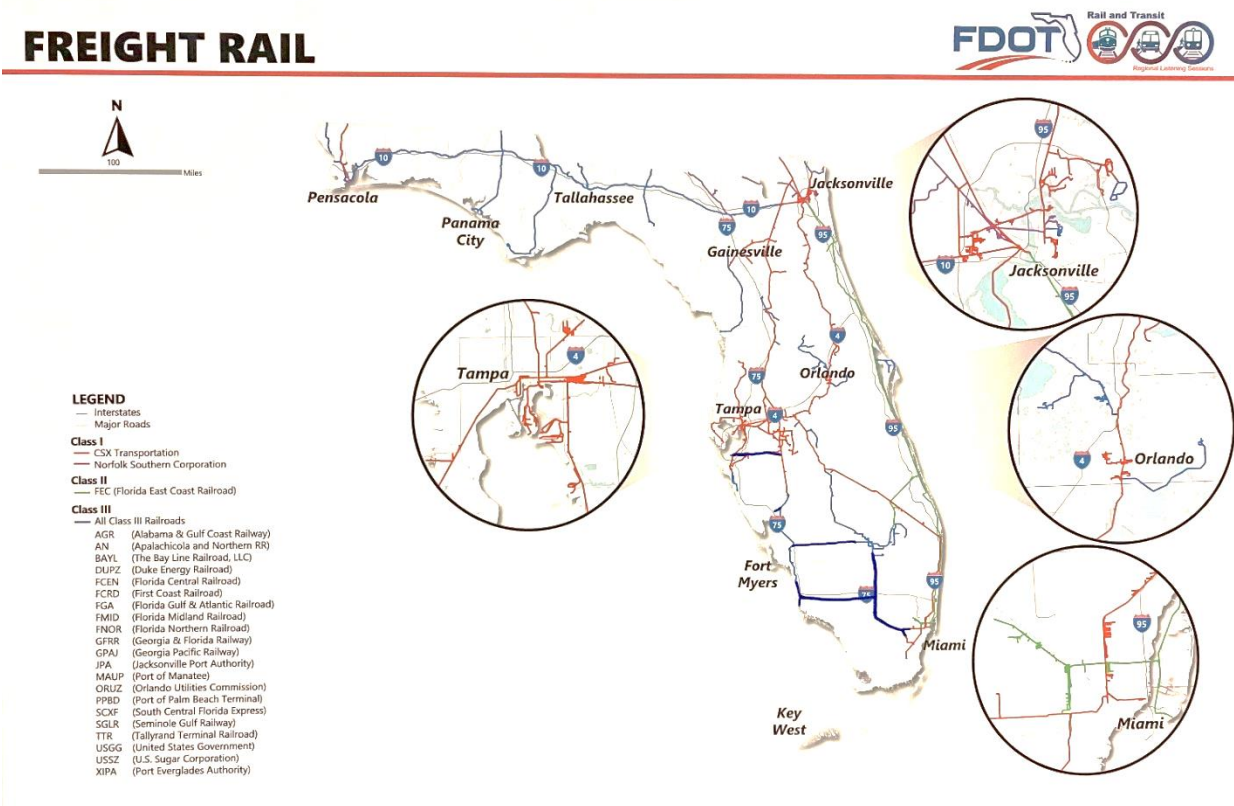 FREIGHT RAIL
FDOT
Rail and Transit
Regional Listening Sessions
N
100
Miles
Pensacola
10
Panama
City
10
Tallahassee
Jacksonville
10
75
95
Gainesville
4
75
Orlando
Tampa
4
95
75
Fort
Myers
75
95
Miami
Key
West
Tampa
4
95
10
Jacksonville
95
4
Orlando
95
Miami
LEGEND
Interstates
Major Roads
Class I
CSX Transportation
Norfolk Southern Corporation
Class II
FEC (Florida East Coast Railroad)
Class III
All Class III Railroads
AGR (Alabama & Gulf Coast Railway)
AN (Apalachicola and Northern RR)
BAYL (The Bay Line Railroad, LLC)
DUPZ (Duke Energy Railroad)
FCEN (Florida Central Railroad)
FCRD (First Coast Railroad)
FGA (Florida Gulf & Atlantic Railroad)
FMID (Florida Midland Railroad)
FNOR (Florida Northern Railroad)
GFRR (Georgia & Florida Railway)
GPAJ (Georgia Pacific Railway)
JPA (Jacksonville Port Authority)
MAUP (Port of Manatee)
ORUZ (Orlando Utilities Commission)
PPBD (Port of Palm Beach Terminal)
SCXF (South Central Florida Express)
SGLR (Seminole Gulf Railway)
TTR (Tallyrand Terminal Railroad)
USGG (United States Government)
USSZ (U.S. Sugar Corporation)
XIPA (Port Everglades Authority)